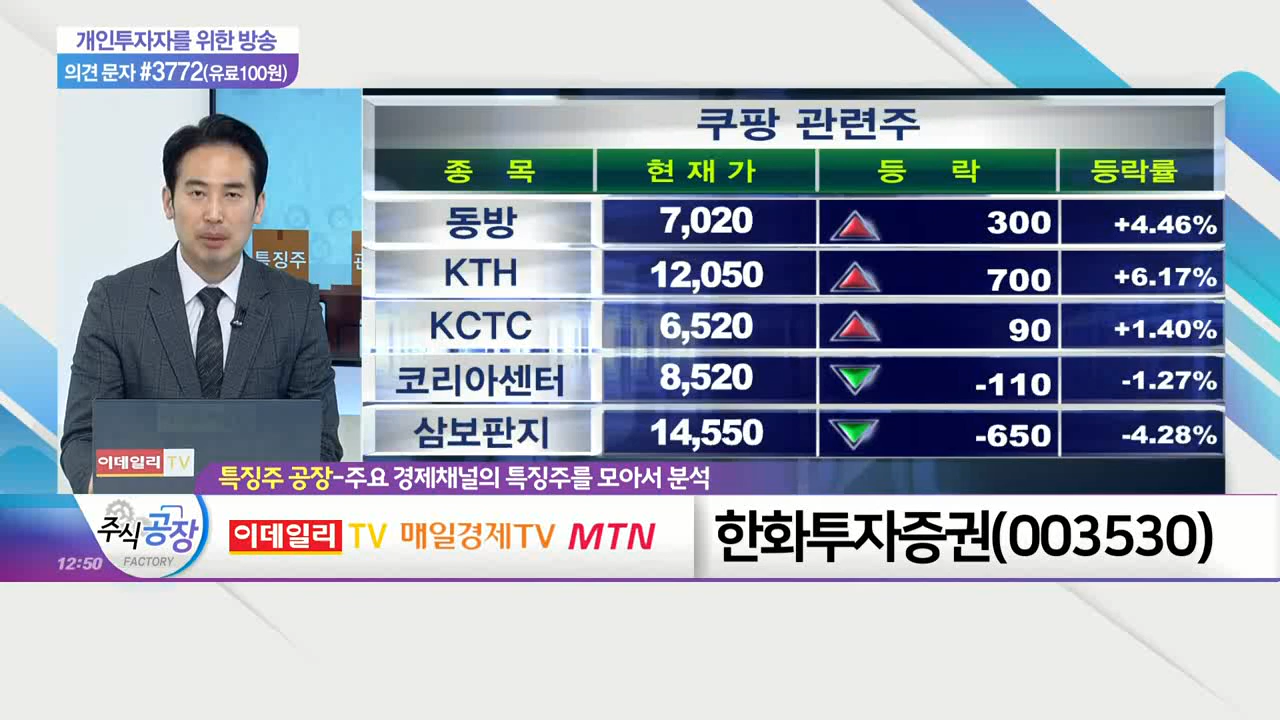 개인투자자를 위한 방송
의견 문자 #3772(유료100원)
특징주
쿠팡 관련주
종 목 현 재 가 등 락 등락률
동방 7,020 300 +4.46%
KTH 12,050 700 +6.17%
KCTC 6,520 90 +1.40%
코리아센터 8,520 -110 -1.27%
삼보판지 14,550 -650 -4.28%
이데일리 TV
특징주 공장-주요 경제채널의 특징주를 모아서 분석
주식공장
FACTORY
12:50
이데일리 TV 매일경제TV MTN
한화투자증권(003530)